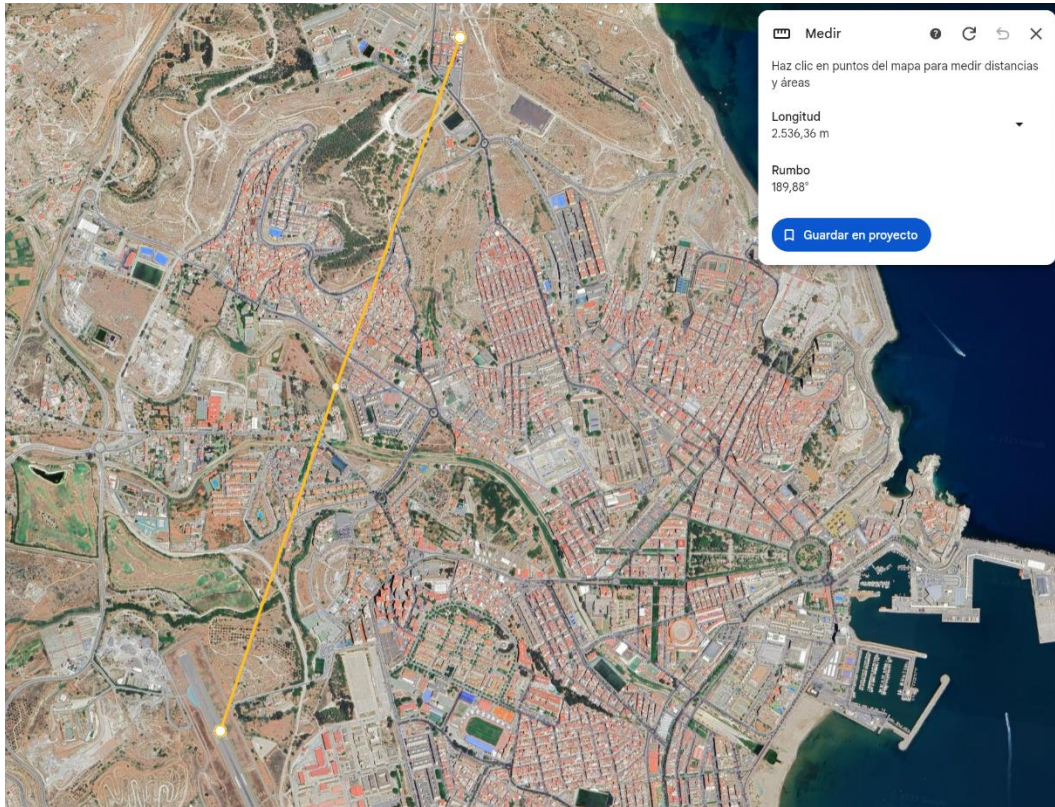 Medir
Haz clic en puntos del mapa para medir distancias
y áreas
Longitud
2.536,36 m
Rumbo
189,88°
Guardar en proyecto